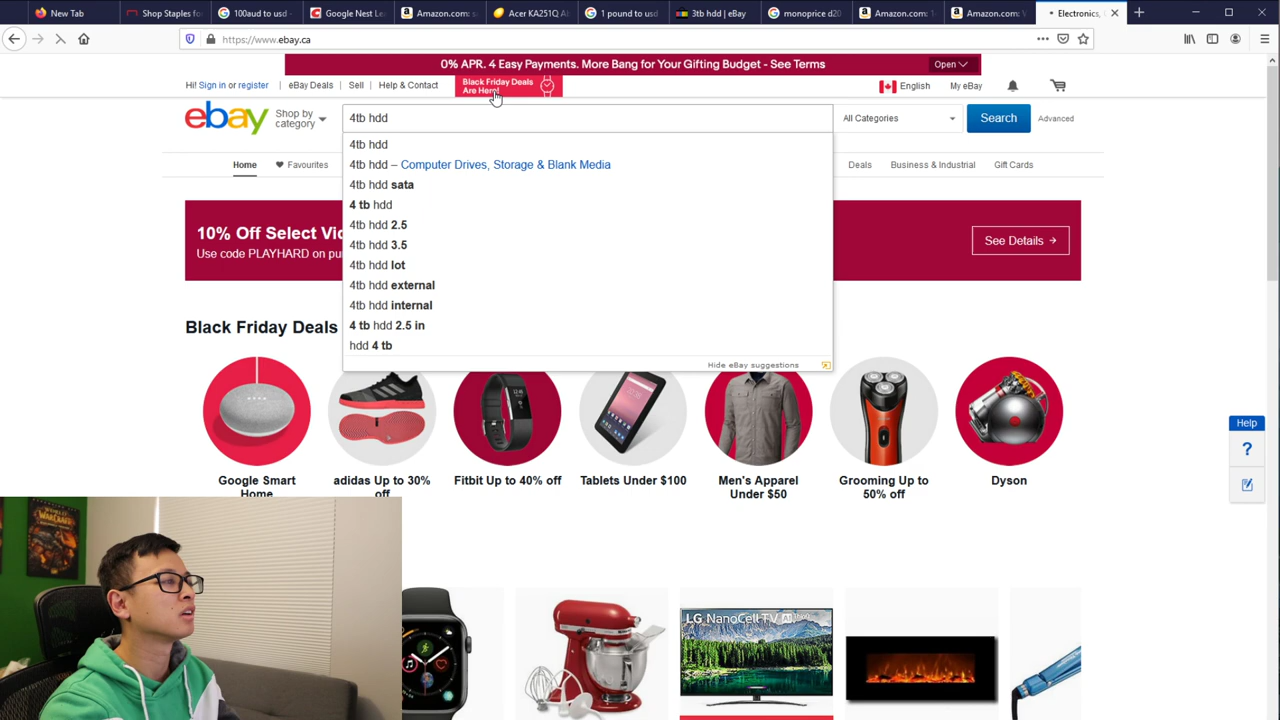 New Tab
Shop Staples fo
100aud to usd -
Google Nest Le
Amazon.com: s
Acer KA251Q A
1 pound to usd
3tb hdd | eBay
monoprice d20
Amazon.com: 1
Amazon.com: V
Electronics,
https://www.ebay.ca
0% APR. 4 Easy Payments. More Bang for Your Gifting Budget - See Terms
Open
Hi! Sign in or register
eBay Deals
Sell
Help & Contact
Black Friday Deals
Are Here!
English
My eBay
ebay
Shop by
category
4tb hdd
All Categories
Search
Advanced
4tb hdd
4tb hdd – Computer Drives, Storage & Blank Media
4tb hdd sata
4 tb hdd
4tb hdd 2.5
4tb hdd 3.5
4tb hdd lot
4tb hdd external
4tb hdd internal
4 tb hdd 2.5 in
hdd 4 tb
Hide eBay suggestions
Home
Favourites
Deals
Business & Industrial
Gift Cards
10% Off Select Vi
Use code PLAYHARD on pu
See Details
Black Friday Deals
Help
?
Google Smart
Home
adidas Up to 30%
off
Fitbit Up to 40% off
Tablets Under $100
Men's Apparel
Under $50
Grooming Up to
50% off
Dyson
WARCRAFT
LG NanoCell TV AI ThinQ